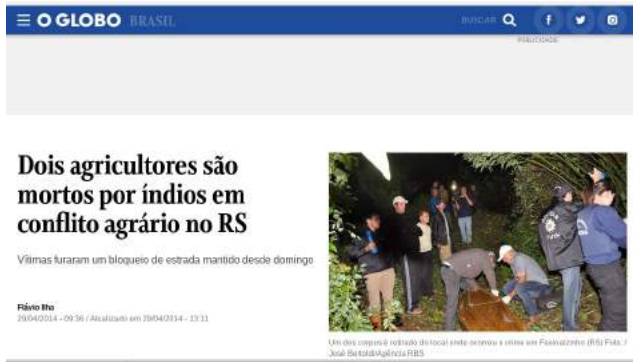 O GLOBO BRASIL
BUSCAR
PUBLICIDADE
Dois agricultores são
mortos por índios em
conflito agrário no RS
Vítimas furaram um bloqueio de estrada mantido desde domingo
Flávio Ilha
29/04/2014 - 09:36 / Atualizado em 29/04/2014 - 13:11
Um dos corpos é retirado do local onde ocorreu o crime em Faxinalzinho (RS) Foto: /
José Bertoldi/Agência RBS